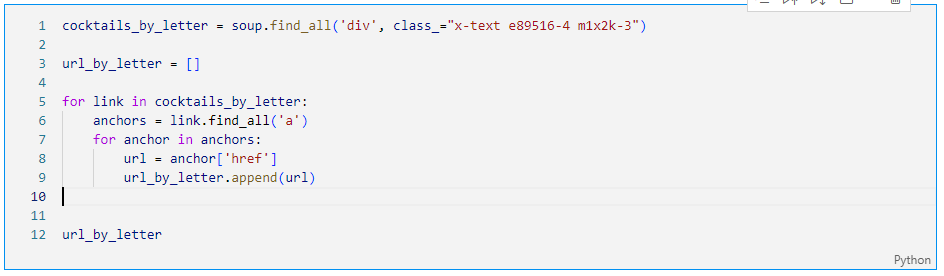 1 cocktails_by_letter = soup.find_all('div', class_="x-text e89516-4 m1x2k-3")
2
3 url_by_letter = []
4
5 for link in cocktails_by_letter:
6     anchors = link.find_all('a')
7     for anchor in anchors:
8         url = anchor['href']
9         url_by_letter.append(url)
10
11
12 url_by_letter
Python